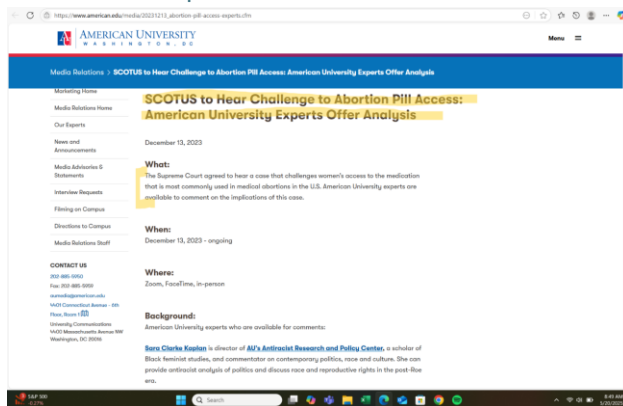 https://www.american.edu/media/20231213_abortion-pill-access-experts.cfm
AMERICAN UNIVERSITY
WASHINGTON, DC
Menu
Media Relations > SCOTUS to Hear Challenge to Abortion Pill Access: American University Experts Offer Analysis
Marketing Home
Media Relations Home
Our Experts
News and
Announcements
Media Advisories &
Statements
Interview Requests
Filming on Campus
Directions to Campus
Media Relations Staff
CONTACT US
202-885-5950
Fax: 202-885-5959
aumedia@american.edu
4401 Connecticut Avenue - 8th
Floor, Room
University Communications
4400 Massachusetts Avenue NW
Washington, DC 20016
SCOTUS to Hear Challenge to Abortion Pill Access:
American University Experts Offer Analysis
December 13, 2023
What:
The Supreme Court agreed to hear a case that challenges women's access to the medication
that is most commonly used in medical abortions in the U.S. American University experts are
available to comment on the implications of this case.
When:
December 13, 2023 - ongoing
Where:
Zoom, FaceTime, in-person
Background:
American University experts who are available for comments:
Sara Clarke Kaplan is director of AU's Antiracist Research and Policy Center, a scholar of
Black feminist studies, and commentator on contemporary politics, race and culture. She can
provide antiracist analysis of politics and discuss race and reproductive rights in the post-Roe
era.
S&P 500
-0.27%
Search
8:45 AM
5/20/2025